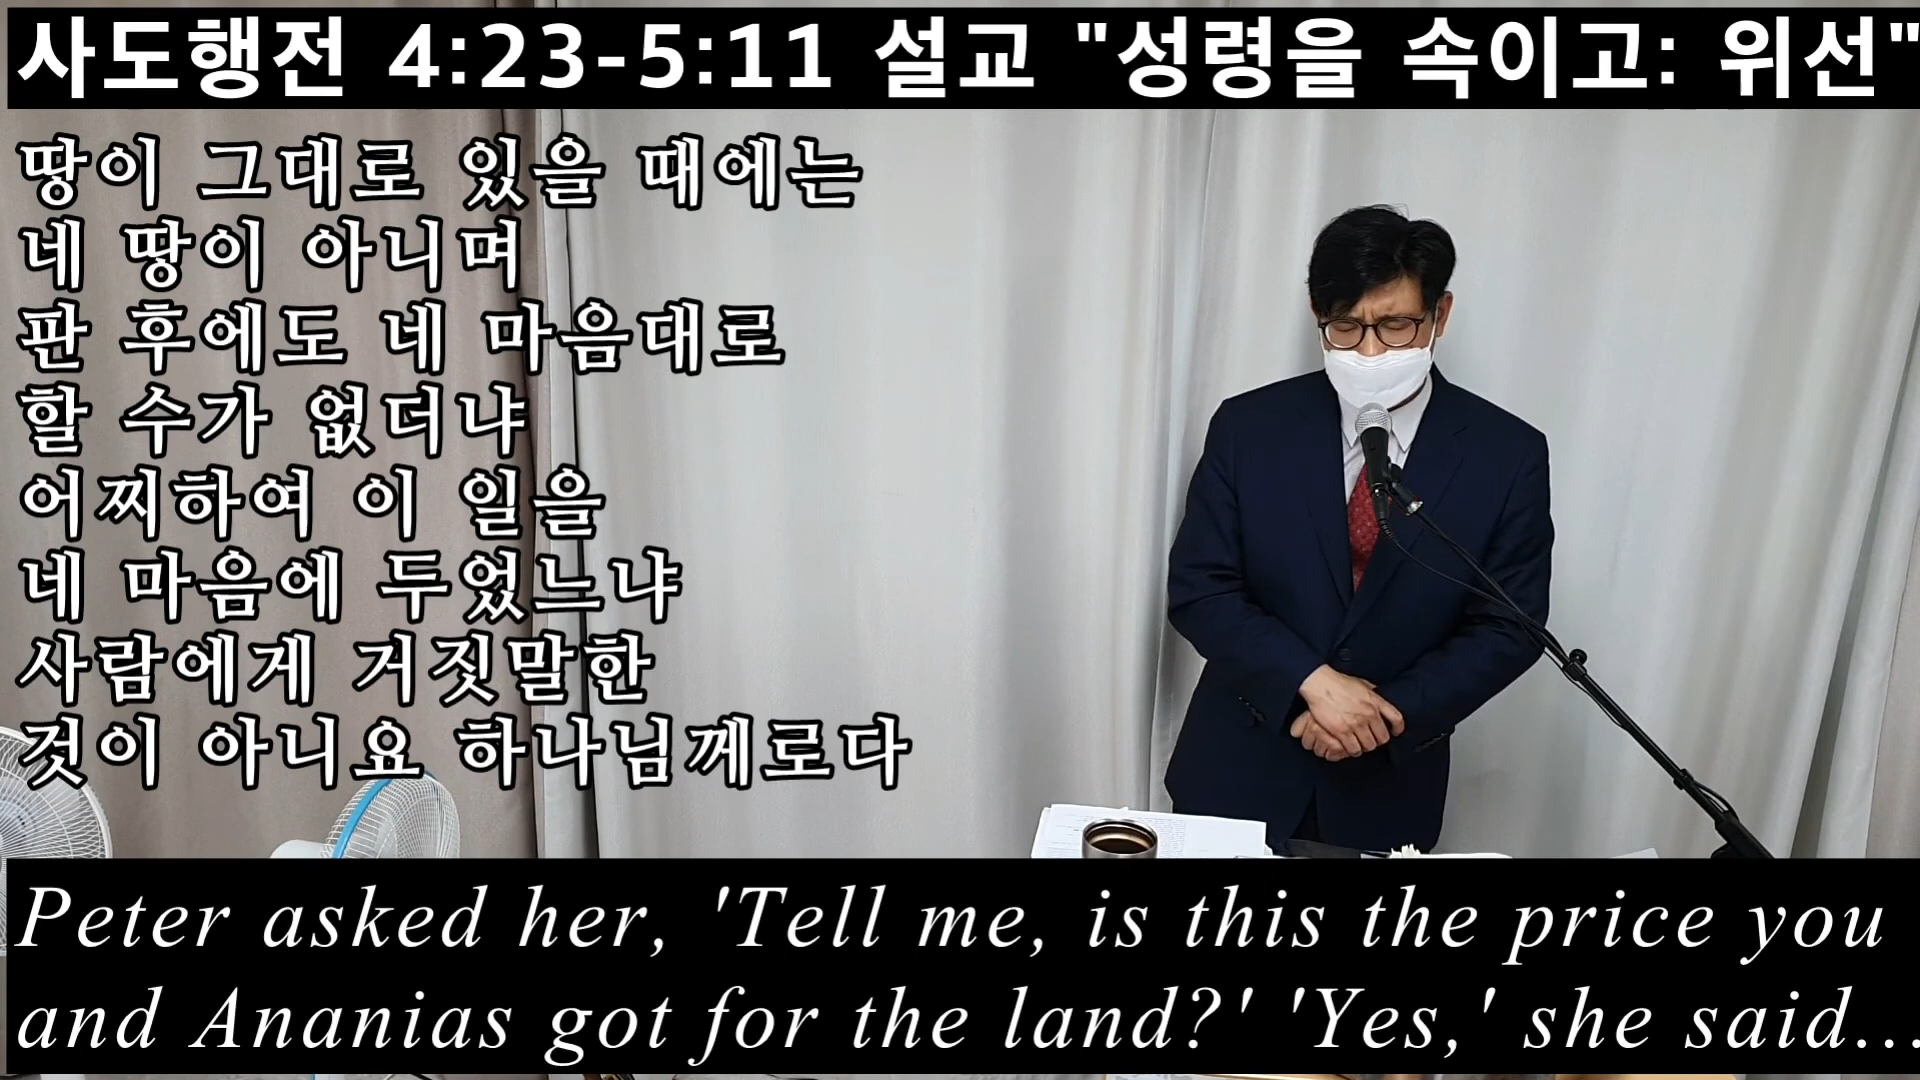 사도행전 4:23-5:11 설교 "성령을 속이고: 위선"
땅이 그대로 있을 때에는
네 땅이 아니며
판 후에도 네 마음대로
할 수가 없더냐
어찌하여 이 일을
네 마음에 두었느냐
사람에게 거짓말한
것이 아니요 하나님께로다
Peter asked her, 'Tell me, is this the price you
and Ananias got for the land?' 'Yes,' she said...